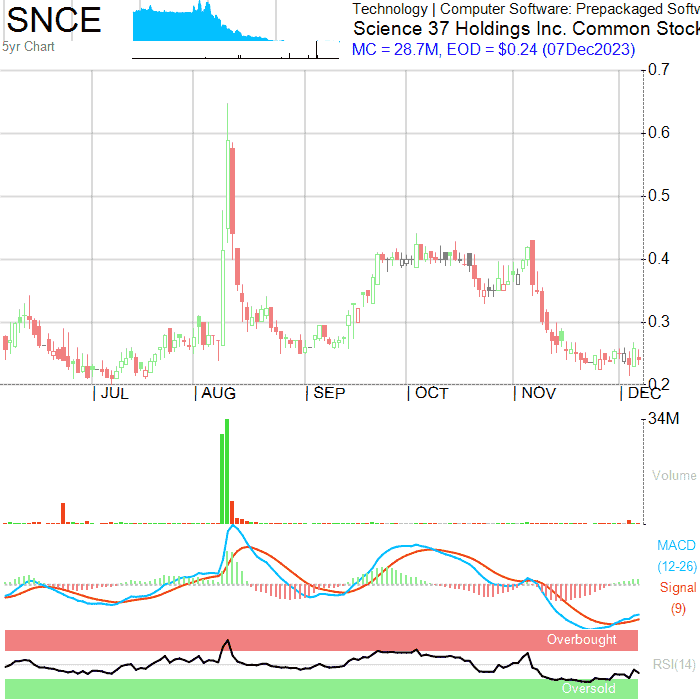 SNCE
5yr Chart
Technology | Computer Software: Prepackaged Softw
Science 37 Holdings Inc. Common Stock
MC = 28.7M, EOD = $0.24 (07Dec2023)
0.7
0.6
0.5
0.4
0.3
0.2
| JUL | AUG | SEP | OCT | NOV | DEC
34M
Volume
MACD
(12-26)
Signal
(9)
Overbought
RSI(14)
Oversold